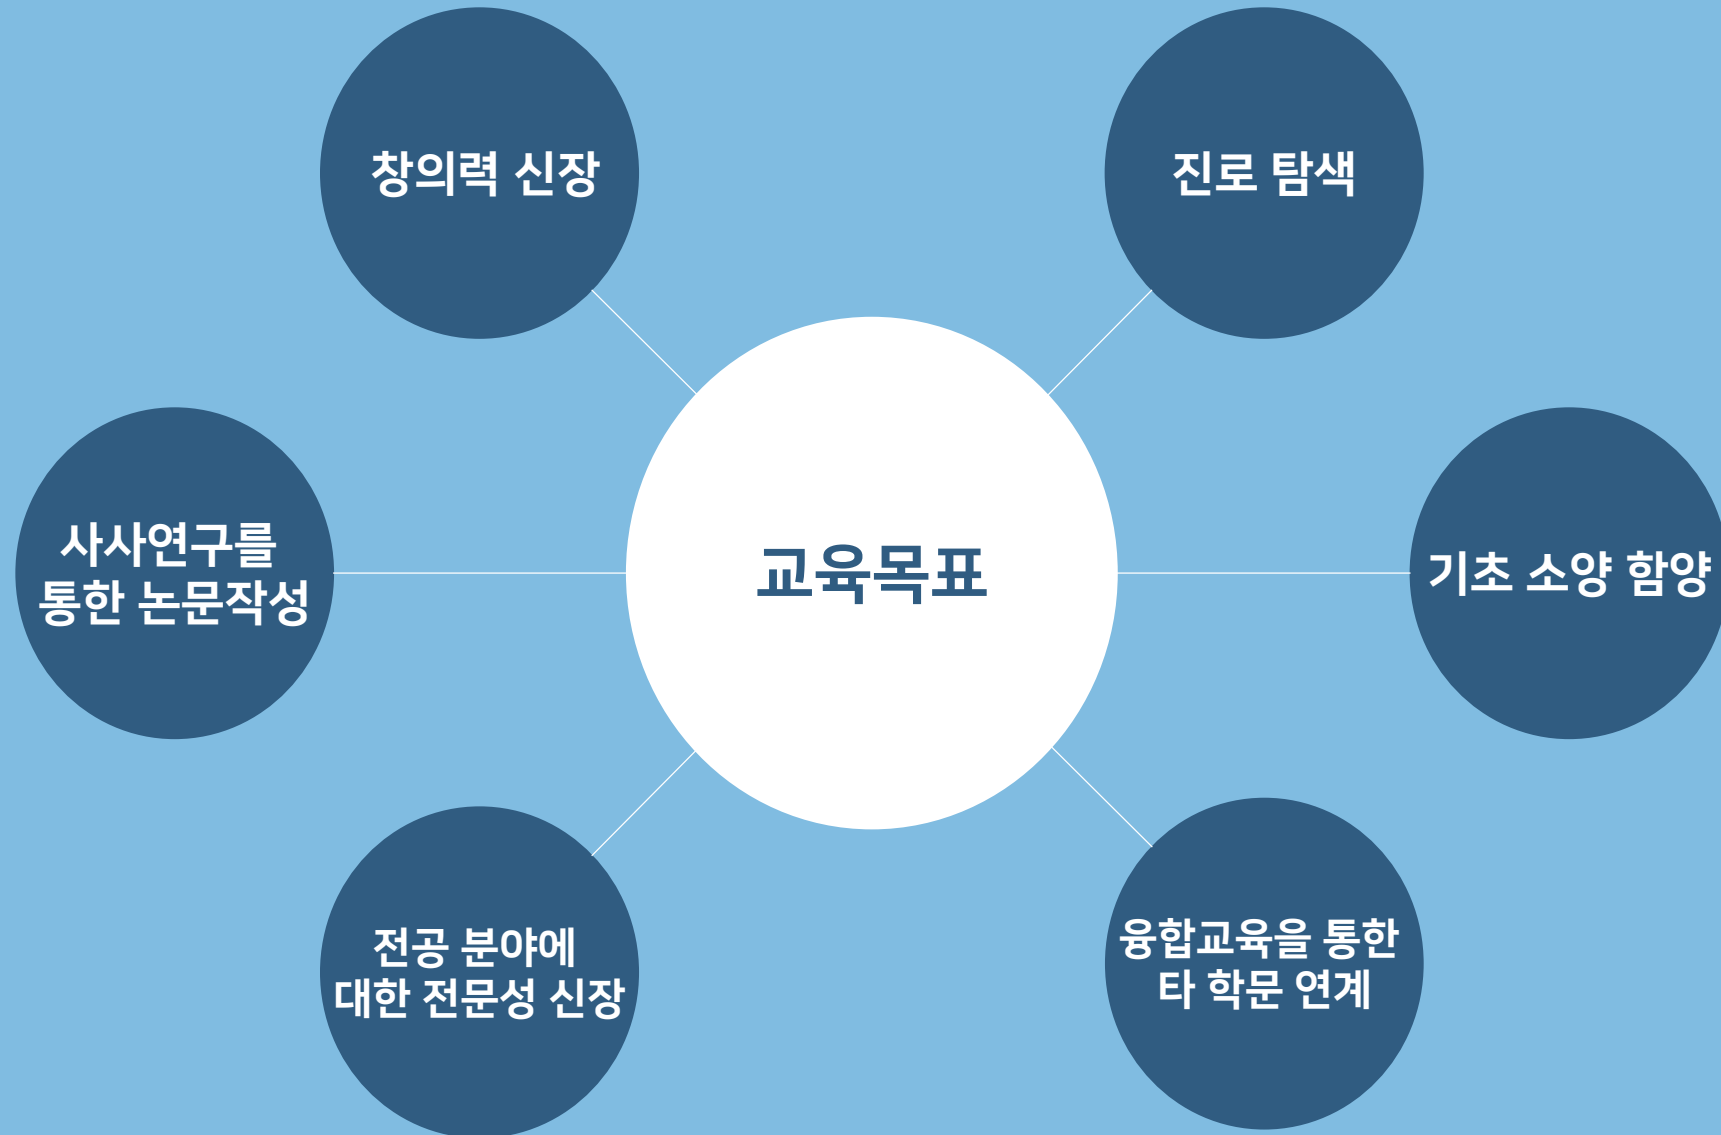 창의력 신장
진로 탐색
사사연구를
통한 논문작성
교육목표
기초 소양 함양
전공 분야에
대한 전문성 신장
융합교육을 통한
타 학문 연계